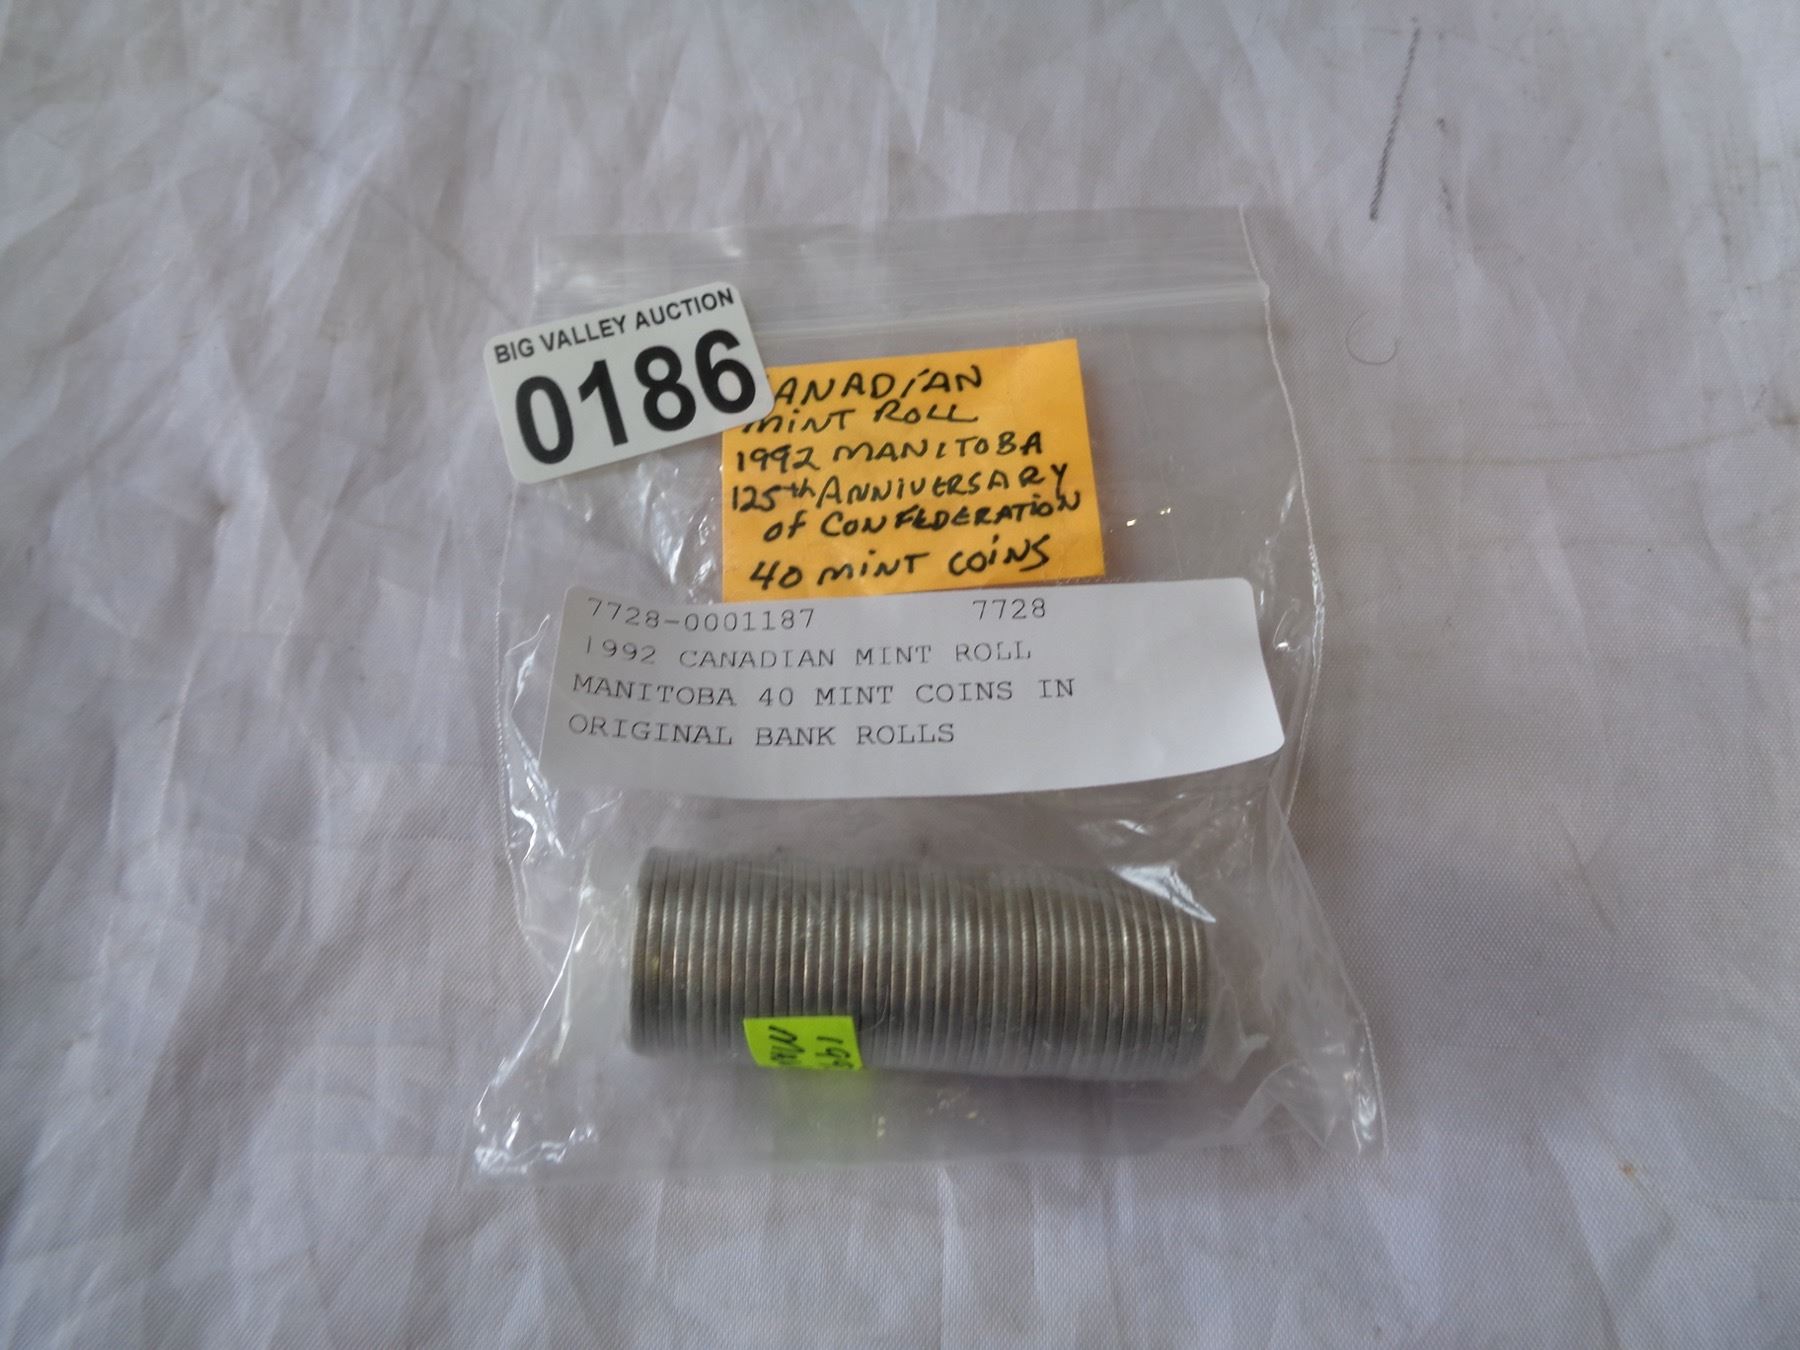 BIG VALLEY AUCTION
0186
ANADIAN
MINT ROLL
1992 MANITOBA
125th ANNIVERSARY
of CONFEDERATION
40 MINT COINS
7728-0001187 7728
1992 CANADIAN MINT ROLL
MANITOBA 40 MINT COINS IN
ORIGINAL BANK ROLLS